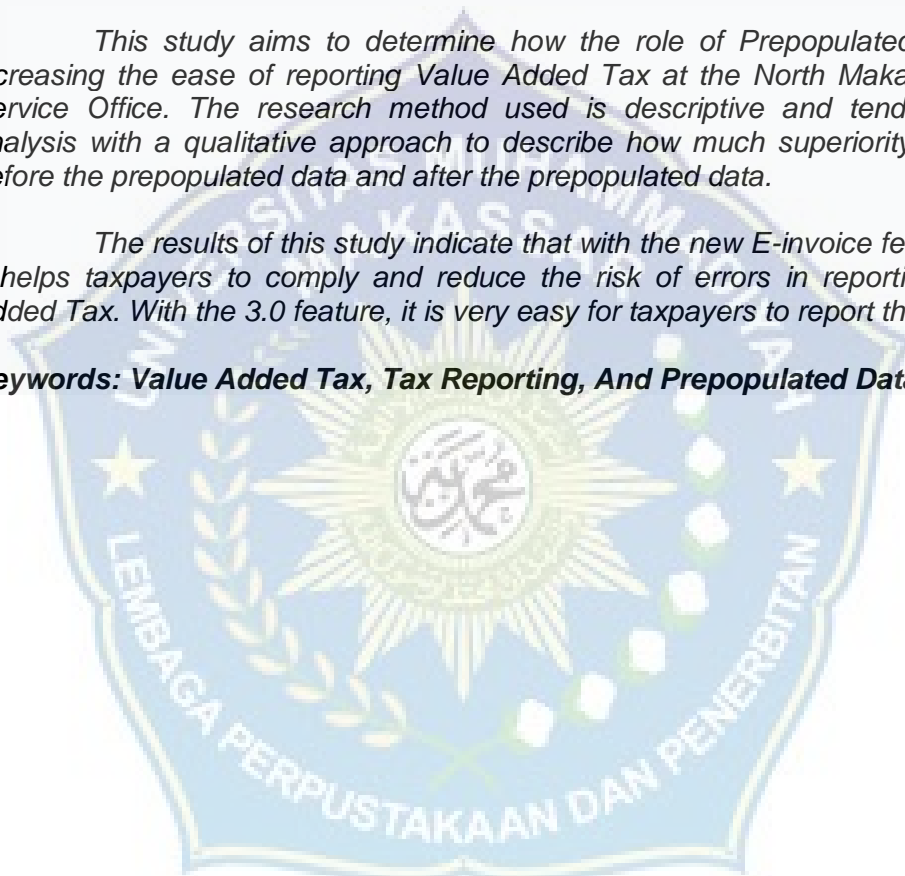 This study aims to determine how the role of Prepopulated
creasing the ease of reporting Value Added Tax at the North Maka
ervice Office. The research method used is descriptive and tend
nalysis with a qualitative approach to describe how much superiority
efore the prepopulated data and after the prepopulated data.
The results of this study indicate that with the new E-invoice fe
helps taxpayers to comply and reduce the risk of errors in reporti
dded Tax. With the 3.0 feature, it is very easy for taxpayers to report th
eywords: Value Added Tax, Tax Reporting, And Prepopulated Data
UNIVERSITAS MUHAMMADIYAH
MAKASSAR
LEMBAGA PERPUSTAKAAN DAN PENERBITAN